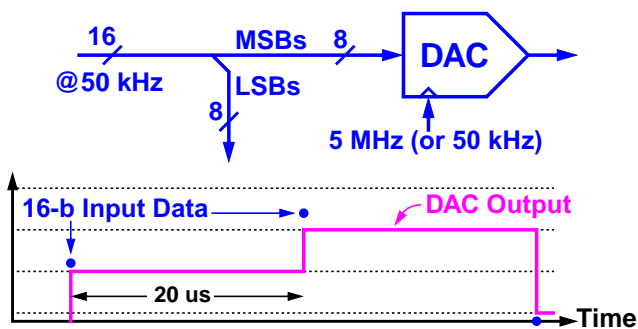 16
MSBs
8
DAC
@50 kHz
LSBs
8
5 MHz (or 50 kHz)
16-b Input Data
DAC Output
20 us
Time